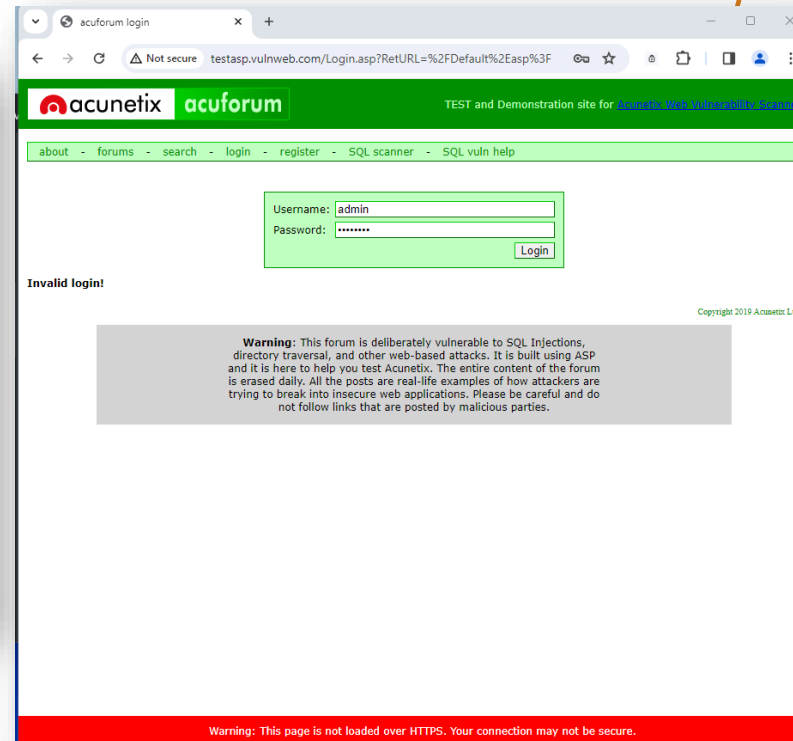 acuforum login
Not secure testasp.vulnweb.com/Login.asp?RetURL=%2FDefault%2Easp%3F
acunetix acuforum TEST and Demonstration site for Acunetix Web Vulnerability
about - forums - search - login - register - SQL scanner - SQL vuln help
Username: admin
Password: ••••••••
Login
Invalid login!
Copyright 2019 Acunetix
Warning: This forum is deliberately vulnerable to SQL Injections,
directory traversal, and other web-based attacks. It is built using ASP
and it is here to help you test Acunetix. The entire content of the forum
is erased daily. All the posts are real-life examples of how attackers are
trying to break into insecure web applications. Please be careful and do
not follow links that are posted by malicious parties.
Warning: This page is not loaded over HTTPS. Your connection may not be secure.